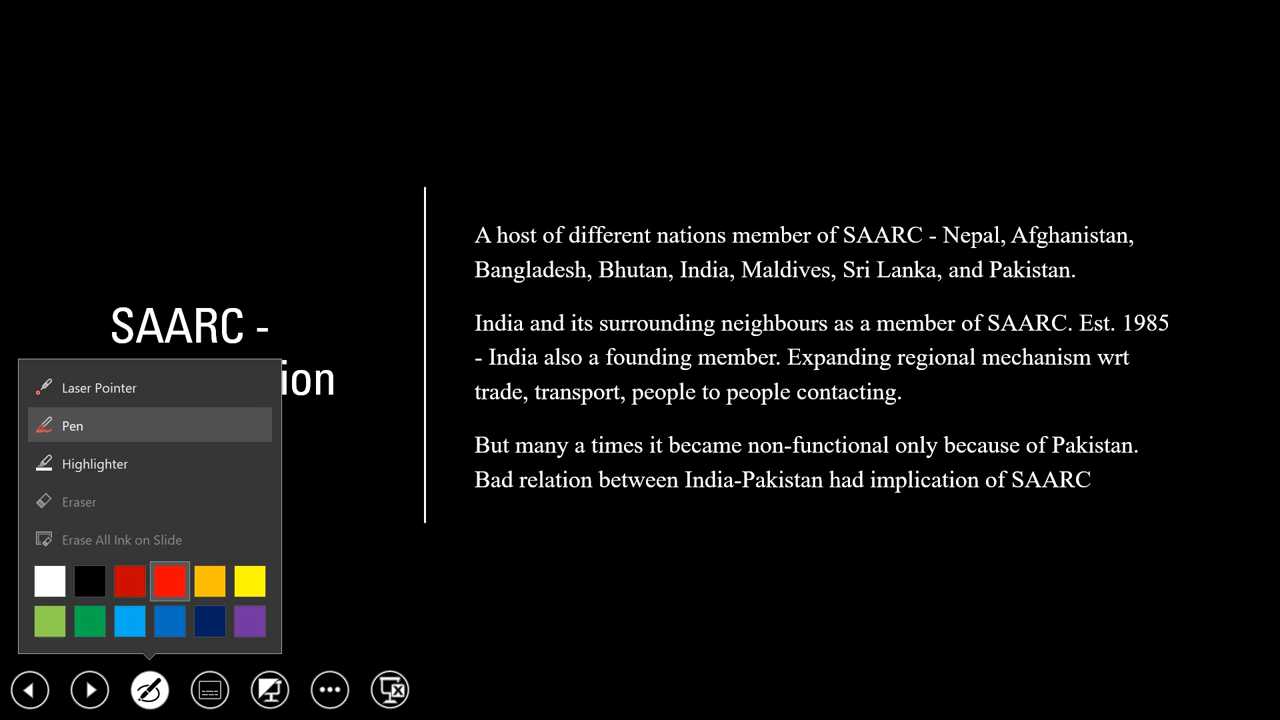 SAARC -
ion
A host of different nations member of SAARC - Nepal, Afghanistan,
Bangladesh, Bhutan, India, Maldives, Sri Lanka, and Pakistan.
India and its surrounding neighbours as a member of SAARC. Est. 1985
- India also a founding member. Expanding regional mechanism wrt
trade, transport, people to people contacting.
But many a times it became non-functional only because of Pakistan.
Bad relation between India-Pakistan had implication of SAARC
Laser Pointer
Pen
Highlighter
Eraser
Erase All Ink on Slide